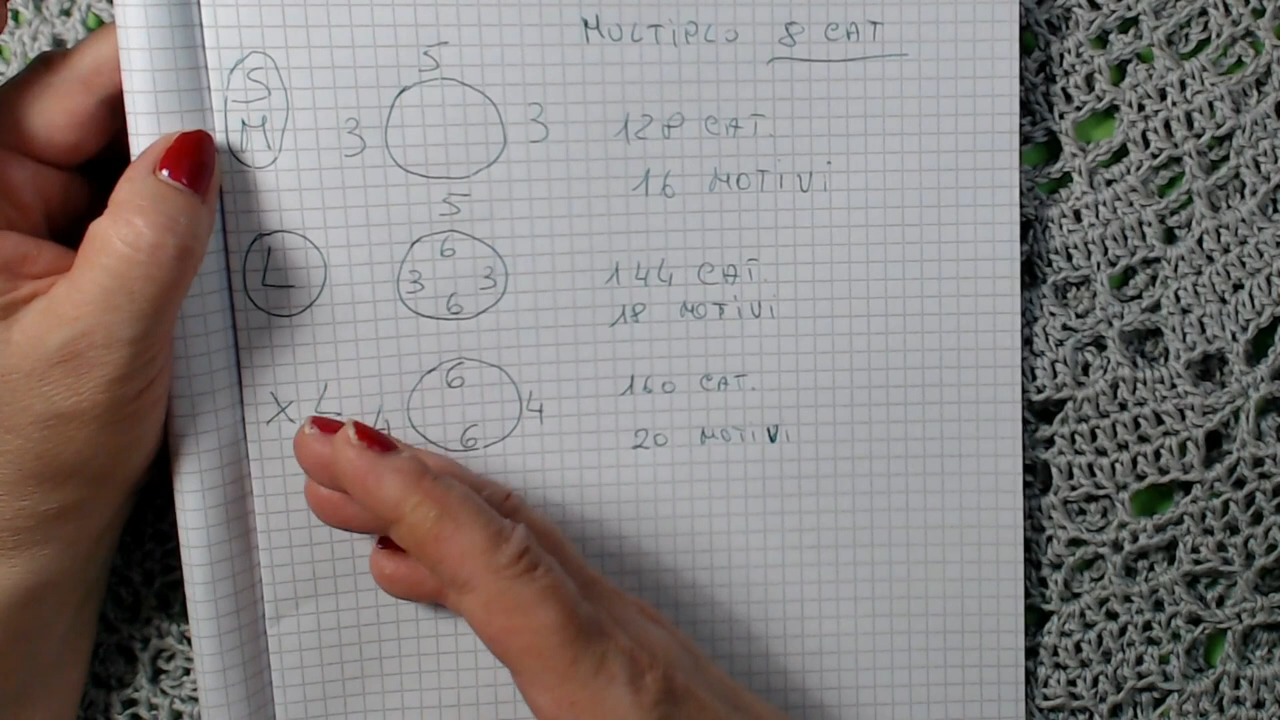 MULTIPLO 8 CAT
S
M
5
3 3
5
128 CAT.
16 MOTIVI
L
6
3 3
6
144 CAT.
18 MOTIVI
XL
6
4 4
6
160 CAT.
20 MOTIVI